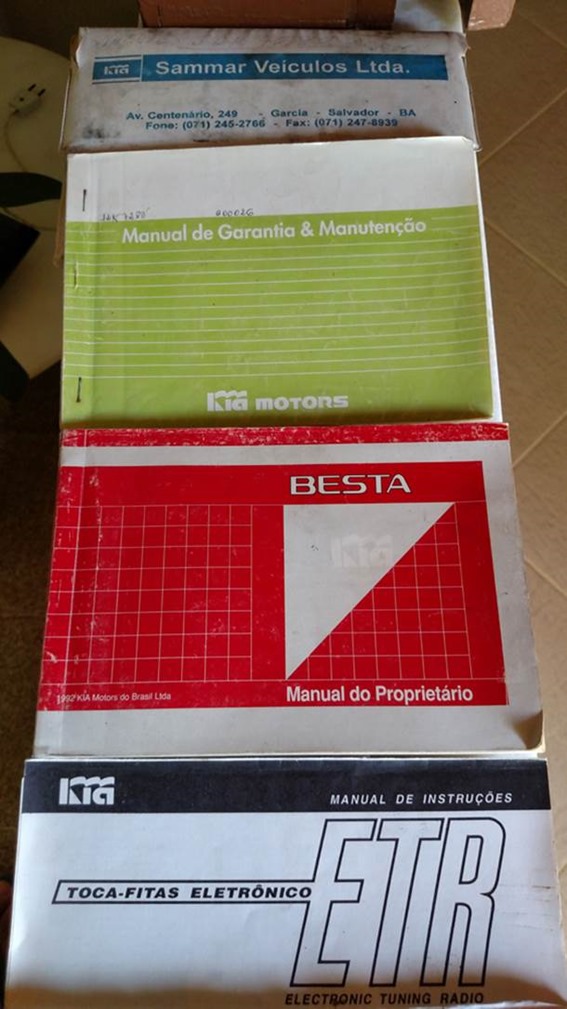 KIA Sammar Veículos Ltda.
Av. Centenário, 249 - Garcia - Salvador - BA
Fone: (071) 245-2766 - Fax: (071) 247-8939
Manual de Garantia & Manutenção
KIA MOTORS
BESTA
KIA
1992 KIA Motors do Brasil Ltda
Manual do Proprietário
KIA
MANUAL DE INSTRUÇÕES
ETR
TOCA-FITAS ELETRÔNICO
ELECTRONIC TUNING RADIO